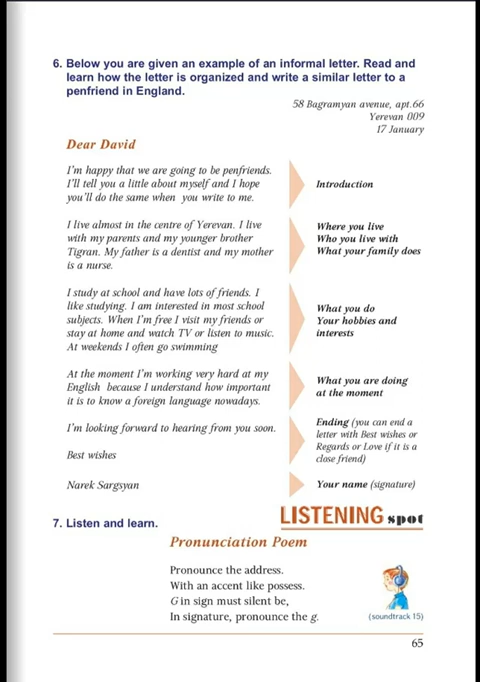 6. Below you are given an example of an informal letter. Read and
learn how the letter is organized and write a similar letter to a
penfriend in England.
58 Bagramyan avenue, apt.66
Yerevan 009
17 January
Dear David
I'm happy that we are going to be penfriends.
I'll tell you a little about myself and I hope
you'll do the same when you write to me.
Introduction
I live almost in the centre of Yerevan. I live
with my parents and my younger brother
Tigran. My father is a dentist and my mother
is a nurse.
Where you live
Who you live with
What your family does
I study at school and have lots of friends. I
like studying. I am interested in most school
subjects. When I'm free I visit my friends or
stay at home and watch TV or listen to music.
At weekends I often go swimming
What you do
Your hobbies and
interests
At the moment I'm working very hard at my
English because I understand how important
it is to know a foreign language nowadays.
What you are doing
at the moment
I'm looking forward to hearing from you soon.
Best wishes
Ending (you can end a
letter with Best wishes or
Regards or Love if it is a
close friend)
Narek Sargsyan
Your name (signature)
LISTENING spot
7. Listen and learn.
Pronunciation Poem
Pronounce the address.
With an accent like possess.
G in sign must silent be,
In signature, pronounce the g.
(soundtrack 15)
65